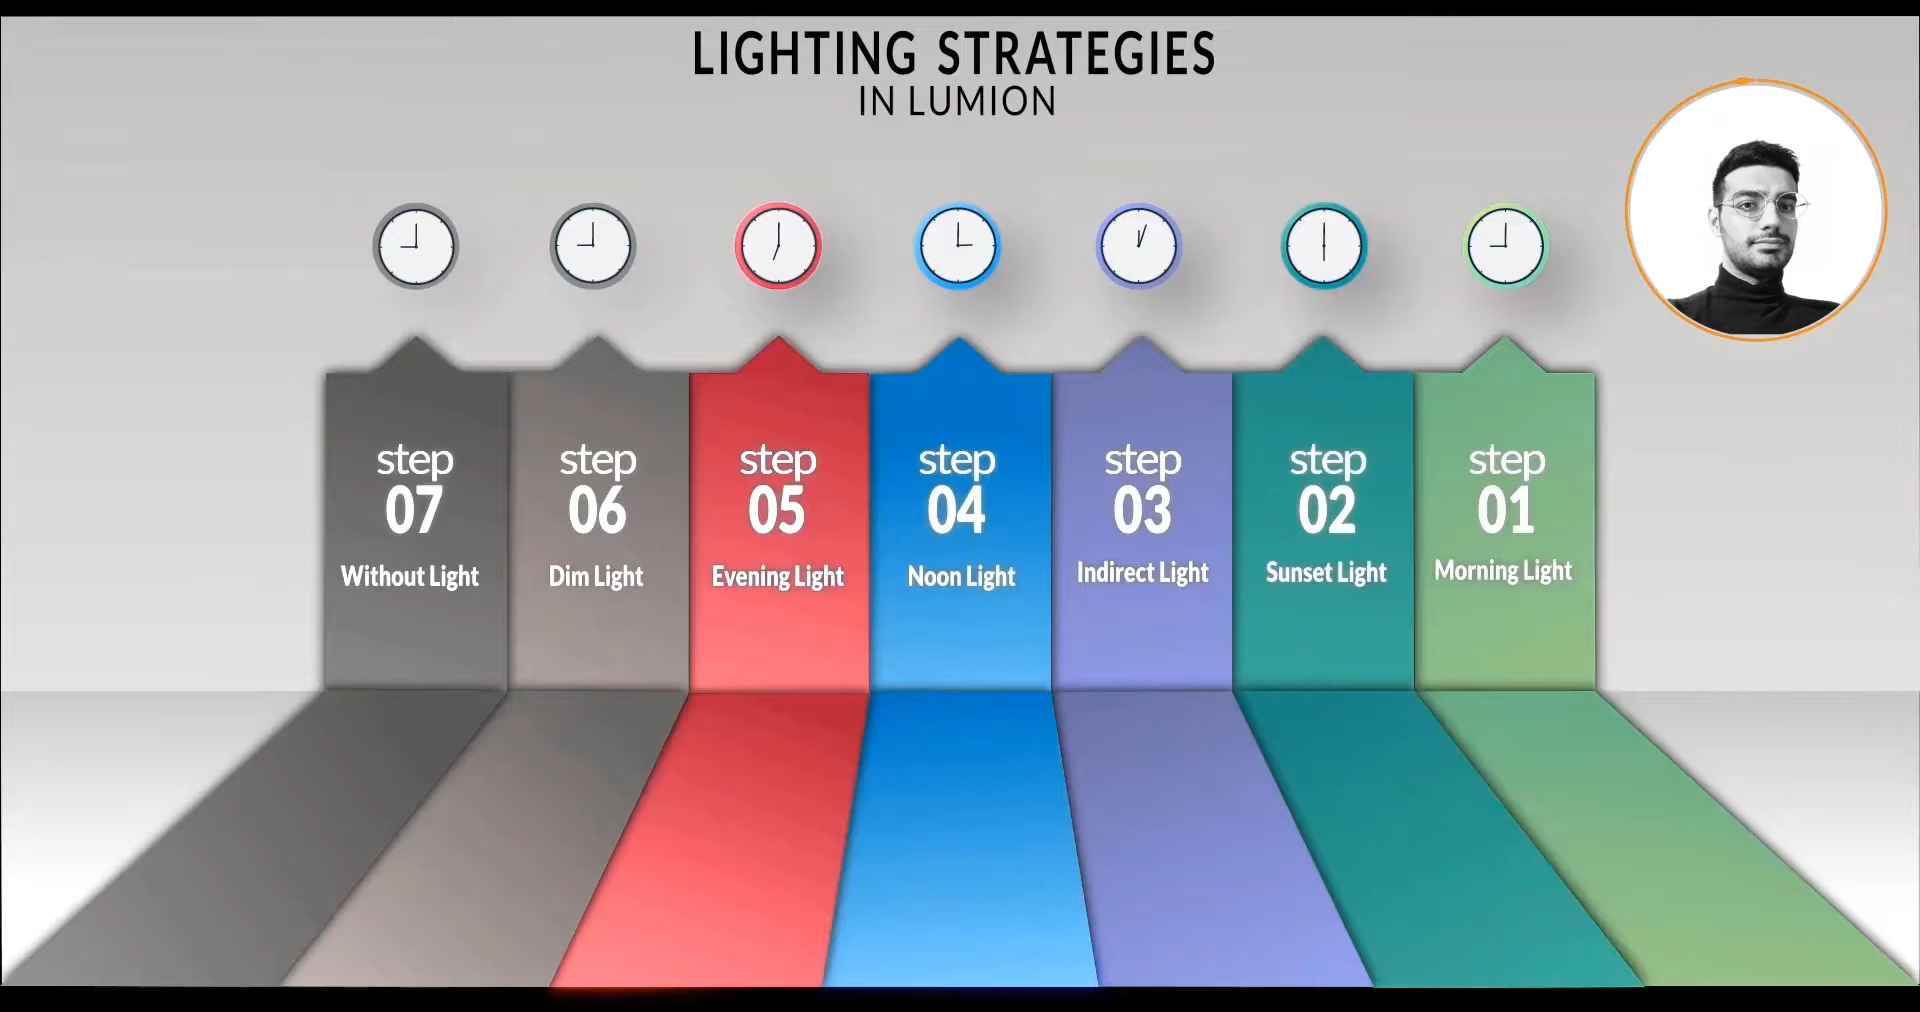 LIGHTING STRATEGIES
IN LUMION
step
07
Without Light
step
06
Dim Light
step
05
Evening Light
step
04
Noon Light
step
03
Indirect Light
step
02
Sunset Light
step
01
Morning Light